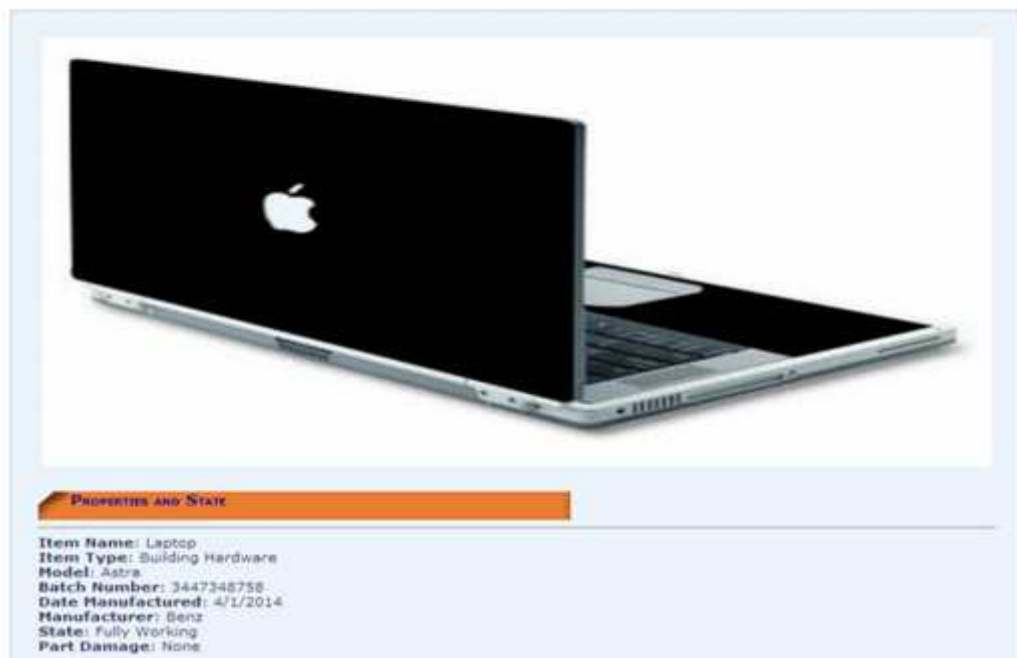 Properties and State
Item Name: Laptop
Item Type: Building Hardware
Model: Astra
Batch Number: 3447348758
Date Manufactured: 4/1/2014
Manufacturer: Benz
State: Fully Working
Part Damage: None